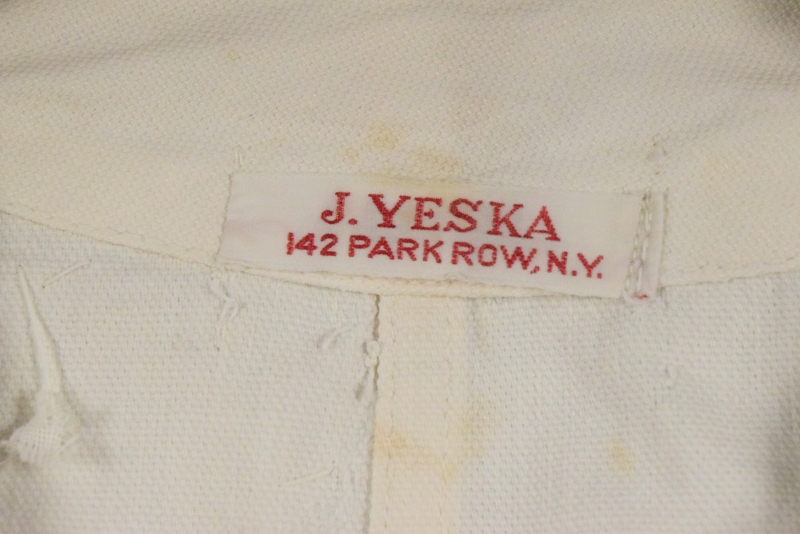 J. YESKA
142 PARK ROW, N.Y.